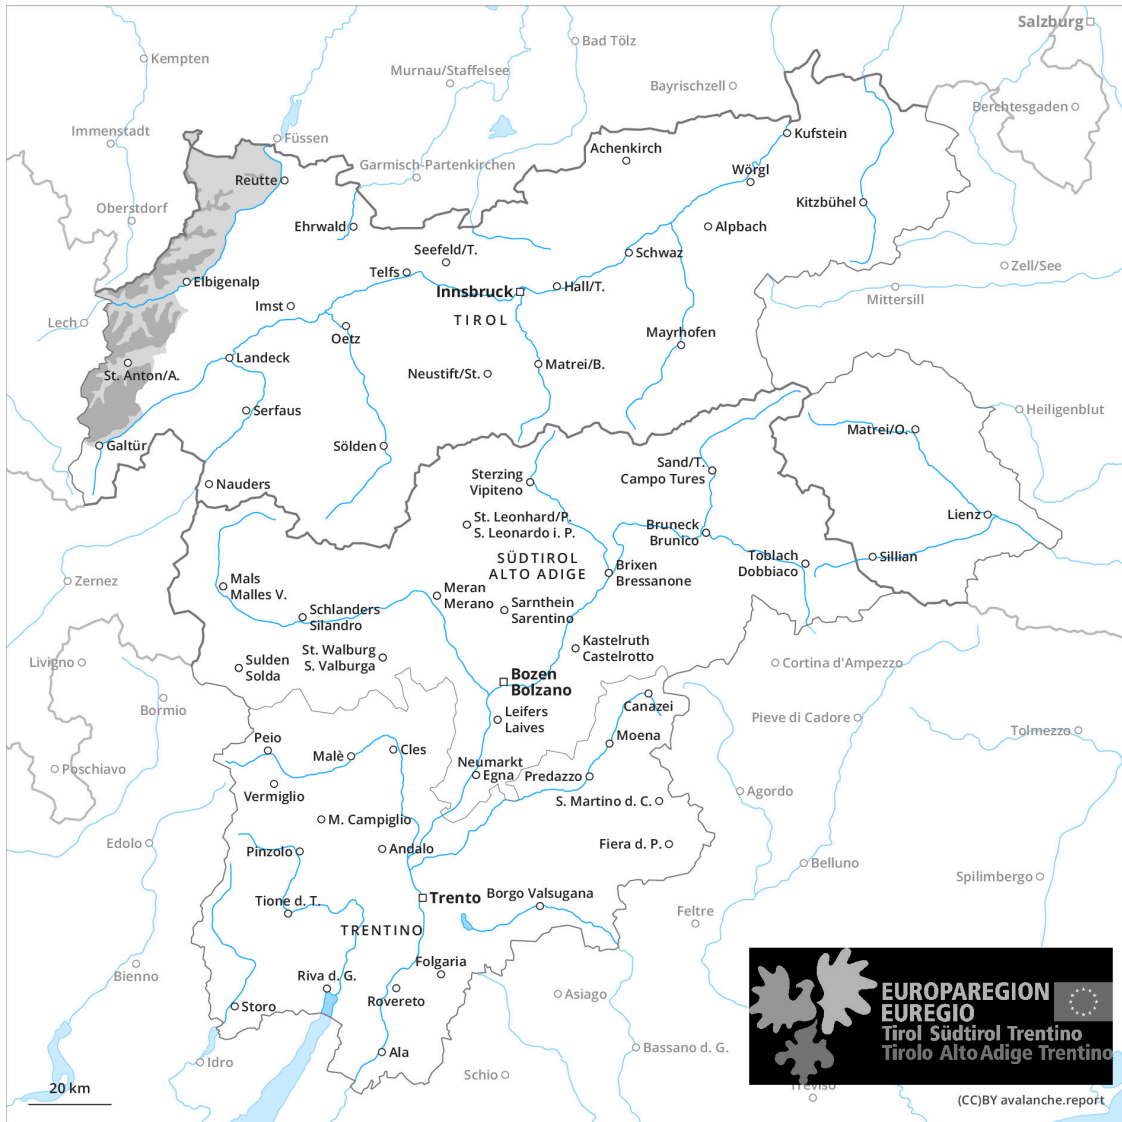 Salzburg
Bad Tölz
Kempten
Murnau/Staffelsee
Bayrischzell
Berchtesgaden
Immenstadt
Füssen
Kufstein
Achenkirch
Garmisch-Partenkirchen
Wörgl
Reutte
Oberstdorf
Kitzbühel
Ehrwald
Alpbach
Seefeld/T.
Schwaz
Telfs
Zell/See
Elbigenalp
Innsbruck
Hall/T.
Mittersill
Imst
Lech
TIROL
Oetz
Mayrhofen
Landeck
St. Anton/A.
Neustift/St.
Matrei/B.
Serfaus
Heiligenblut
Matrei/O.
Galtür
Sölden
Sterzing
Vipiteno
Sand/T.
Campo Tures
Nauders
St. Leonhard/P.
S. Leonardo i. P.
Lienz
Bruneck
Brunico
SÜDTIROL
ALTO ADIGE
Toblach
Dobbiaco
Sillian
Brixen
Bressanone
Zernez
Mals
Malles V.
Meran
Merano
Sarnthein
Sarentino
Schlanders
Silandro
Kastelruth
Castelrotto
St. Walburg
S. Valburga
Livigno
Sulden
Solda
Cortina d'Ampezzo
Bozen
Bolzano
Bormio
Canazei
Leifers
Laives
Pieve di Cadore
Tolmezzo
Peio
Moena
Malè
Cles
Poschiavo
Neumarkt
Egna
Predazzo
Vermiglio
S. Martino d. C.
Agordo
M. Campiglio
Edolo
Pinzolo
Andalo
Fiera d. P.
Belluno
Spilimbergo
Tione d. T.
Trento
Borgo Valsugana
Feltre
TRENTINO
Bienno
Riva d. G.
Folgaria
Rovereto
Asiago
Storo
EUROPAREGION
EUREGIO
Tirol Südtirol Trentino
Tirolo Alto Adige Trentino
Ala
Idro
Bassano d. G.
Schio
Treviso
20 km
(CC)BY avalanche.report